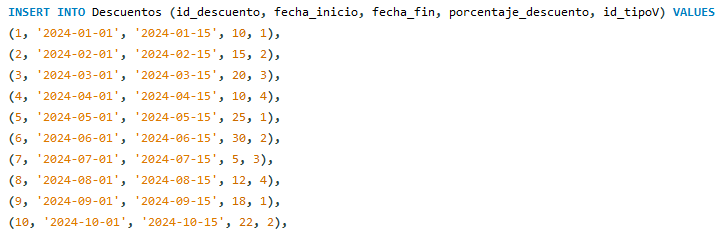 INSERT INTO Descuentos (id_descuento, fecha_inicio, fecha_fin, porcentaje_descuento, id_tipoV) VALUES
(1, '2024-01-01', '2024-01-15', 10, 1),
(2, '2024-02-01', '2024-02-15', 15, 2),
(3, '2024-03-01', '2024-03-15', 20, 3),
(4, '2024-04-01', '2024-04-15', 10, 4),
(5, '2024-05-01', '2024-05-15', 25, 1),
(6, '2024-06-01', '2024-06-15', 30, 2),
(7, '2024-07-01', '2024-07-15', 5, 3),
(8, '2024-08-01', '2024-08-15', 12, 4),
(9, '2024-09-01', '2024-09-15', 18, 1),
(10, '2024-10-01', '2024-10-15', 22, 2),